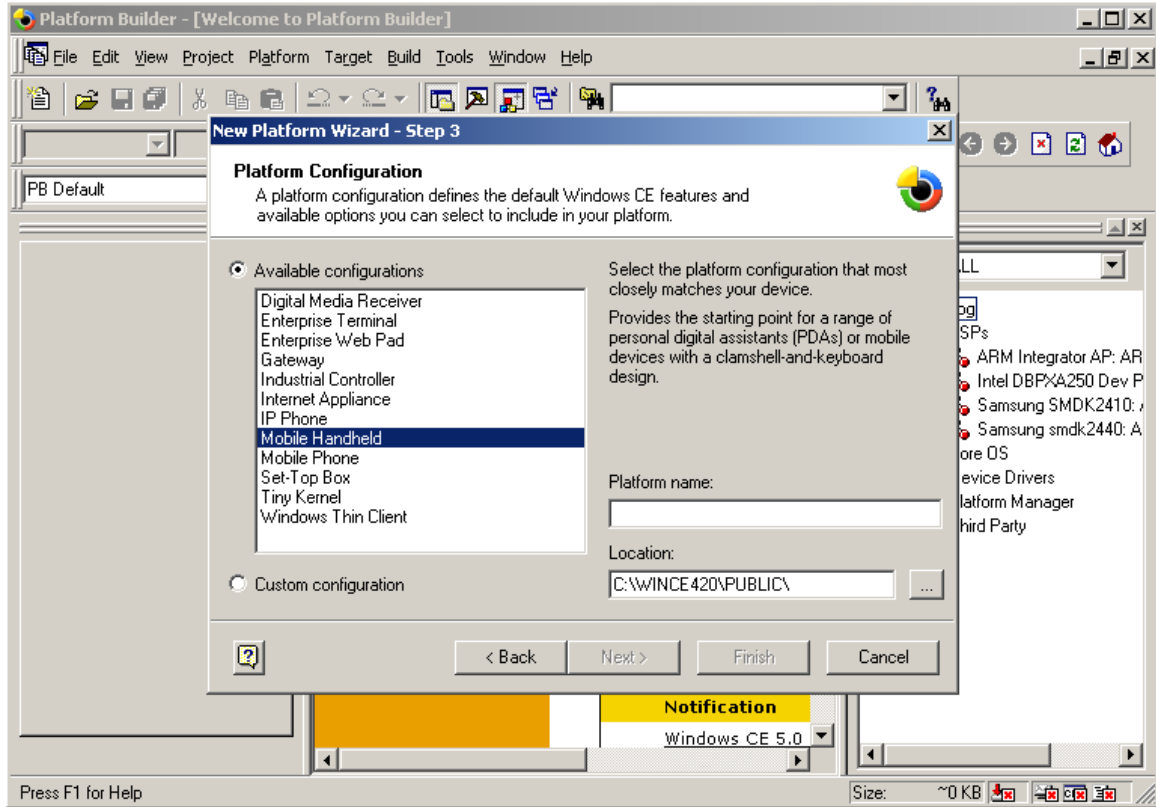 Platform Builder - [Welcome to Platform Builder]
File Edit View Project Platform Target Build Tools Window Help
New Platform Wizard - Step 3
PB Default
Platform Configuration
A platform configuration defines the default Windows CE features and
available options you can select to include in your platform.
Available configurations
Digital Media Receiver
Enterprise Terminal
Enterprise Web Pad
Gateway
Industrial Controller
Internet Appliance
IP Phone
Mobile Handheld
Mobile Phone
Set-Top Box
Tiny Kernel
Windows Thin Client
Custom configuration
Select the platform configuration that most
closely matches your device.
Provides the starting point for a range of
personal digital assistants (PDAs) or mobile
devices with a clamshell-and-keyboard
design.
Platform name:
Location:
C:\WINCE420\PUBLIC\
...
< Back Next > Finish Cancel
LL
og
SPs
ARM Integrator AP: AR
Intel DBPXA250 Dev P
Samsung SMDK2410:
Samsung smdk2440: A
ore OS
evice Drivers
latform Manager
hird Party
Notification
Windows CE 5.0
Press F1 for Help
Size: ~0 KB